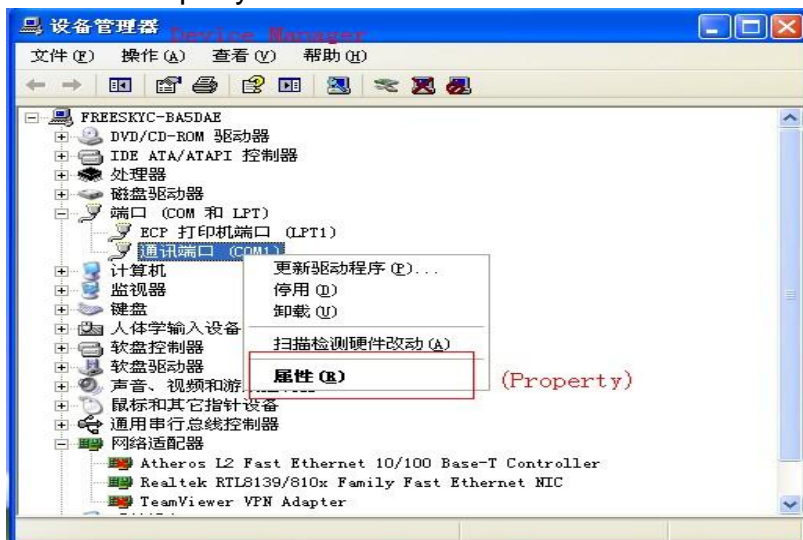 设备管理器 Device Manager
文件(F) 操作(A) 查看(V) 帮助(H)
FREESKYC-BA5DAE
DVD/CD-ROM 驱动器
IDE ATA/ATAPI 控制器
处理器
磁盘驱动器
端口 (COM 和 LPT)
ECP 打印机端口 (LPT1)
通讯端口 (COM1)
更新驱动程序(P)...
停用(D)
卸载(U)
扫描检测硬件改动(A)
属性(R)
(Property)
计算机
监视器
键盘
人体学输入设备
软盘控制器
软盘驱动器
声音、视频和游
鼠标和其它指针设备
通用串行总线控制器
网络适配器
Atheros L2 Fast Ethernet 10/100 Base-T Controller
Realtek RTL8139/810x Family Fast Ethernet NIC
TeamViewer VPN Adapter